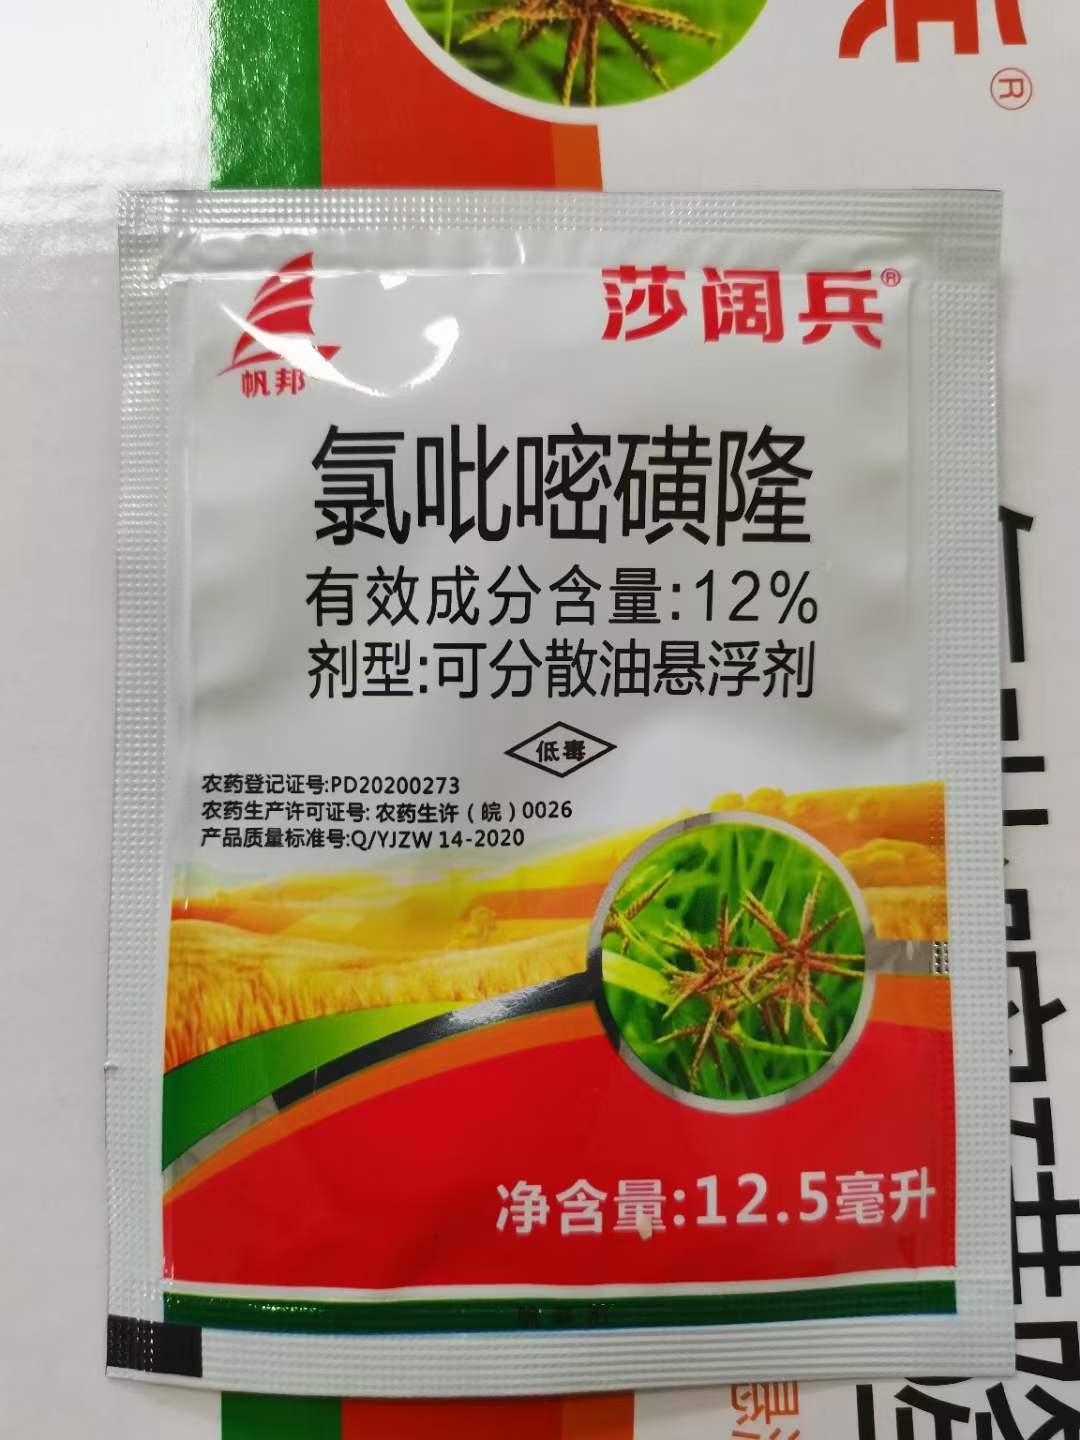 ®
莎阔兵®
帆邦
氯吡嘧磺隆
有效成分含量:12%
剂型:可分散油悬浮剂
低毒
农药登记证号:PD20200273
农药生产许可证号: 农药生许（皖）0026
产品质量标准号:Q/YJZW 14-2020
净含量:12.5毫升